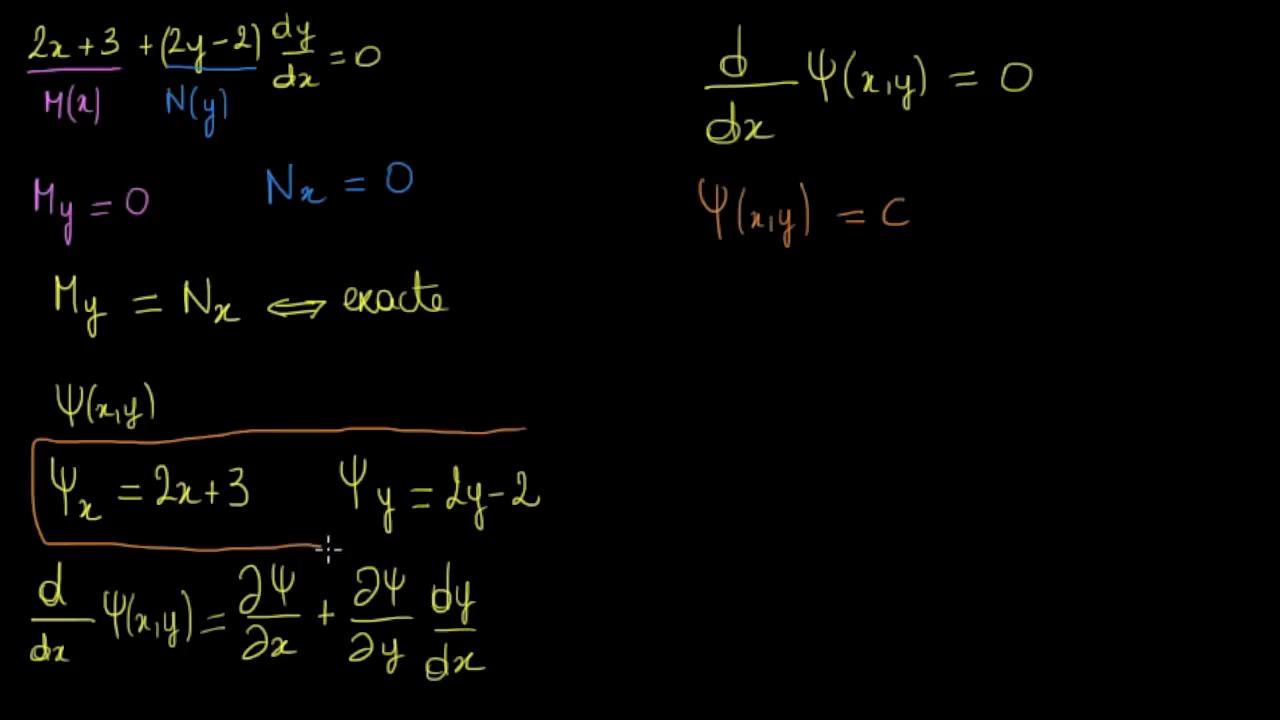 2x+3 + (2y-2) dy/dx = 0
M(x) N(y)
My = 0 Nx = 0
My = Nx ⟺ exacte
Ψ(x,y)
Ψx = 2x+3 Ψy = 2y-2
d/dx Ψ(x,y) = ∂Ψ/∂x + ∂Ψ/∂y dy/dx
d/dx Ψ(x,y) = 0
Ψ(x,y) = C